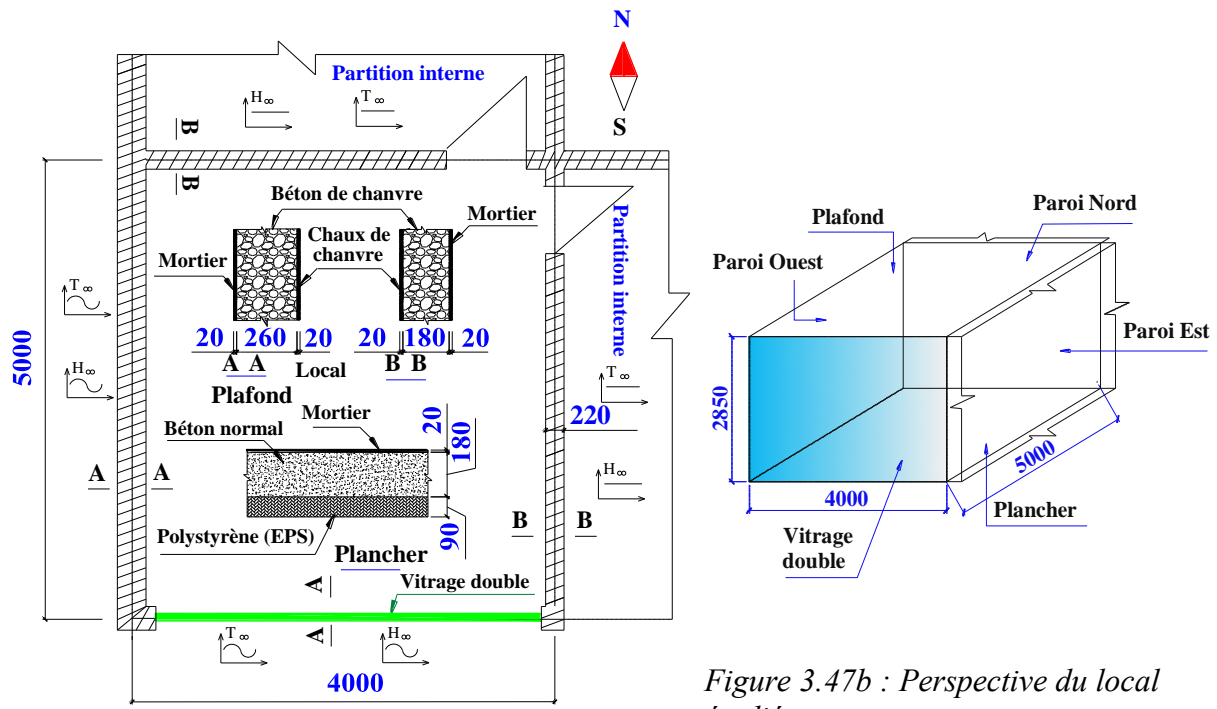 N
S
Partition interne
H∞
T∞
B
B
Béton de chanvre
Mortier
Chaux de
chanvre
Mortier
Partition interne
T∞
20 260 20
20 180 20
A A
Local
B B
H∞
5000
Plafond
Mortier
Béton normal
20
180
T∞
220
A
A
H∞
Polystyrène (EPS)
90
B
B
Plancher
A
Vitrage double
A
T∞
H∞
4000
Plafond
Paroi Nord
Paroi Ouest
Paroi Est
2850
5000
4000
Plancher
Vitrage
double
Figure 3.47b : Perspective du local